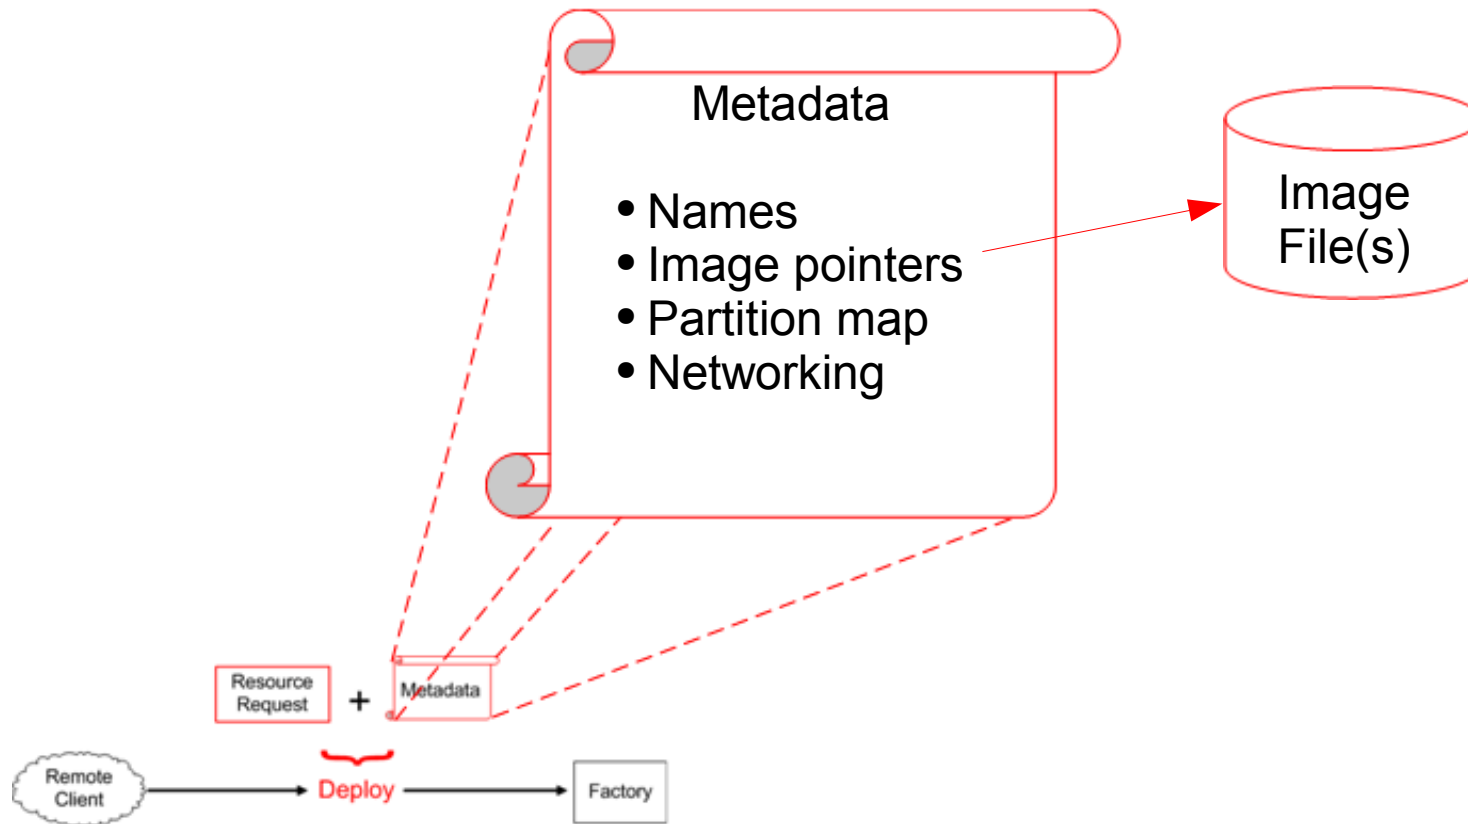 Metadata
• Names
• Image pointers
• Partition map
• Networking
Image
File(s)
Resource
Request
+
Metadata
Remote
Client
Deploy
Factory